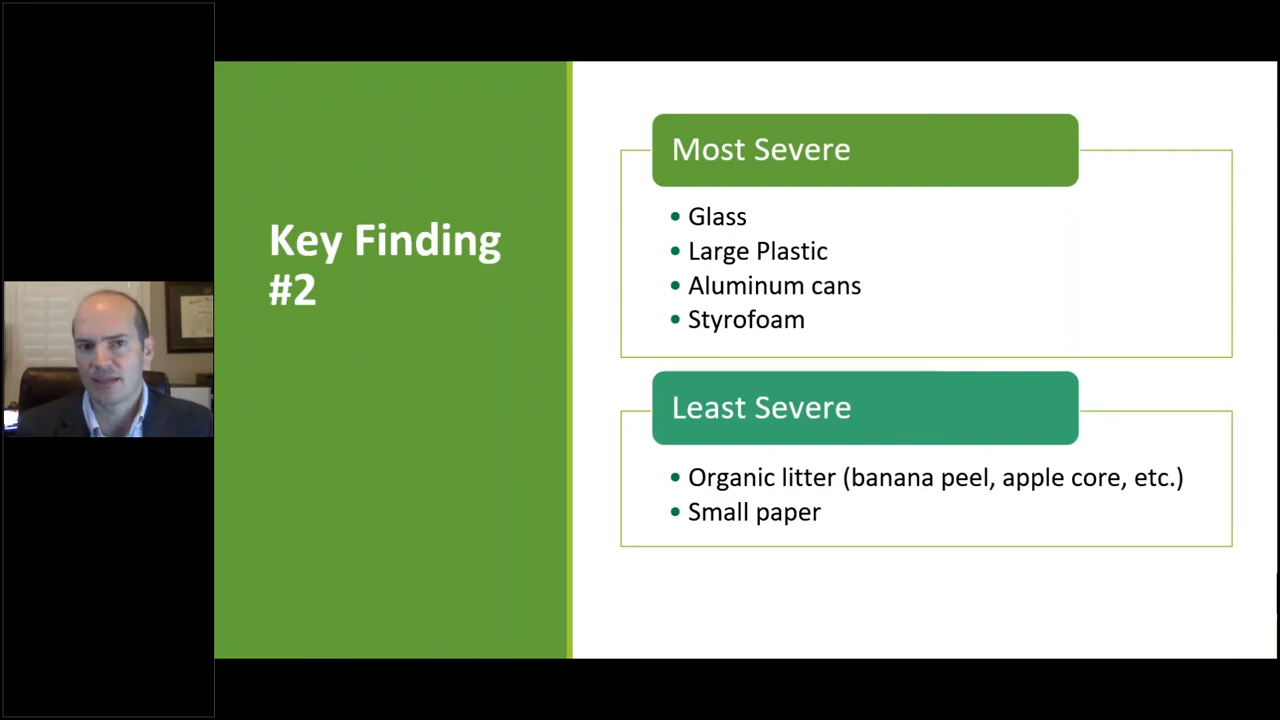 Key Finding
#2
Most Severe
• Glass
• Large Plastic
• Aluminum cans
• Styrofoam
Least Severe
• Organic litter (banana peel, apple core, etc.)
• Small paper